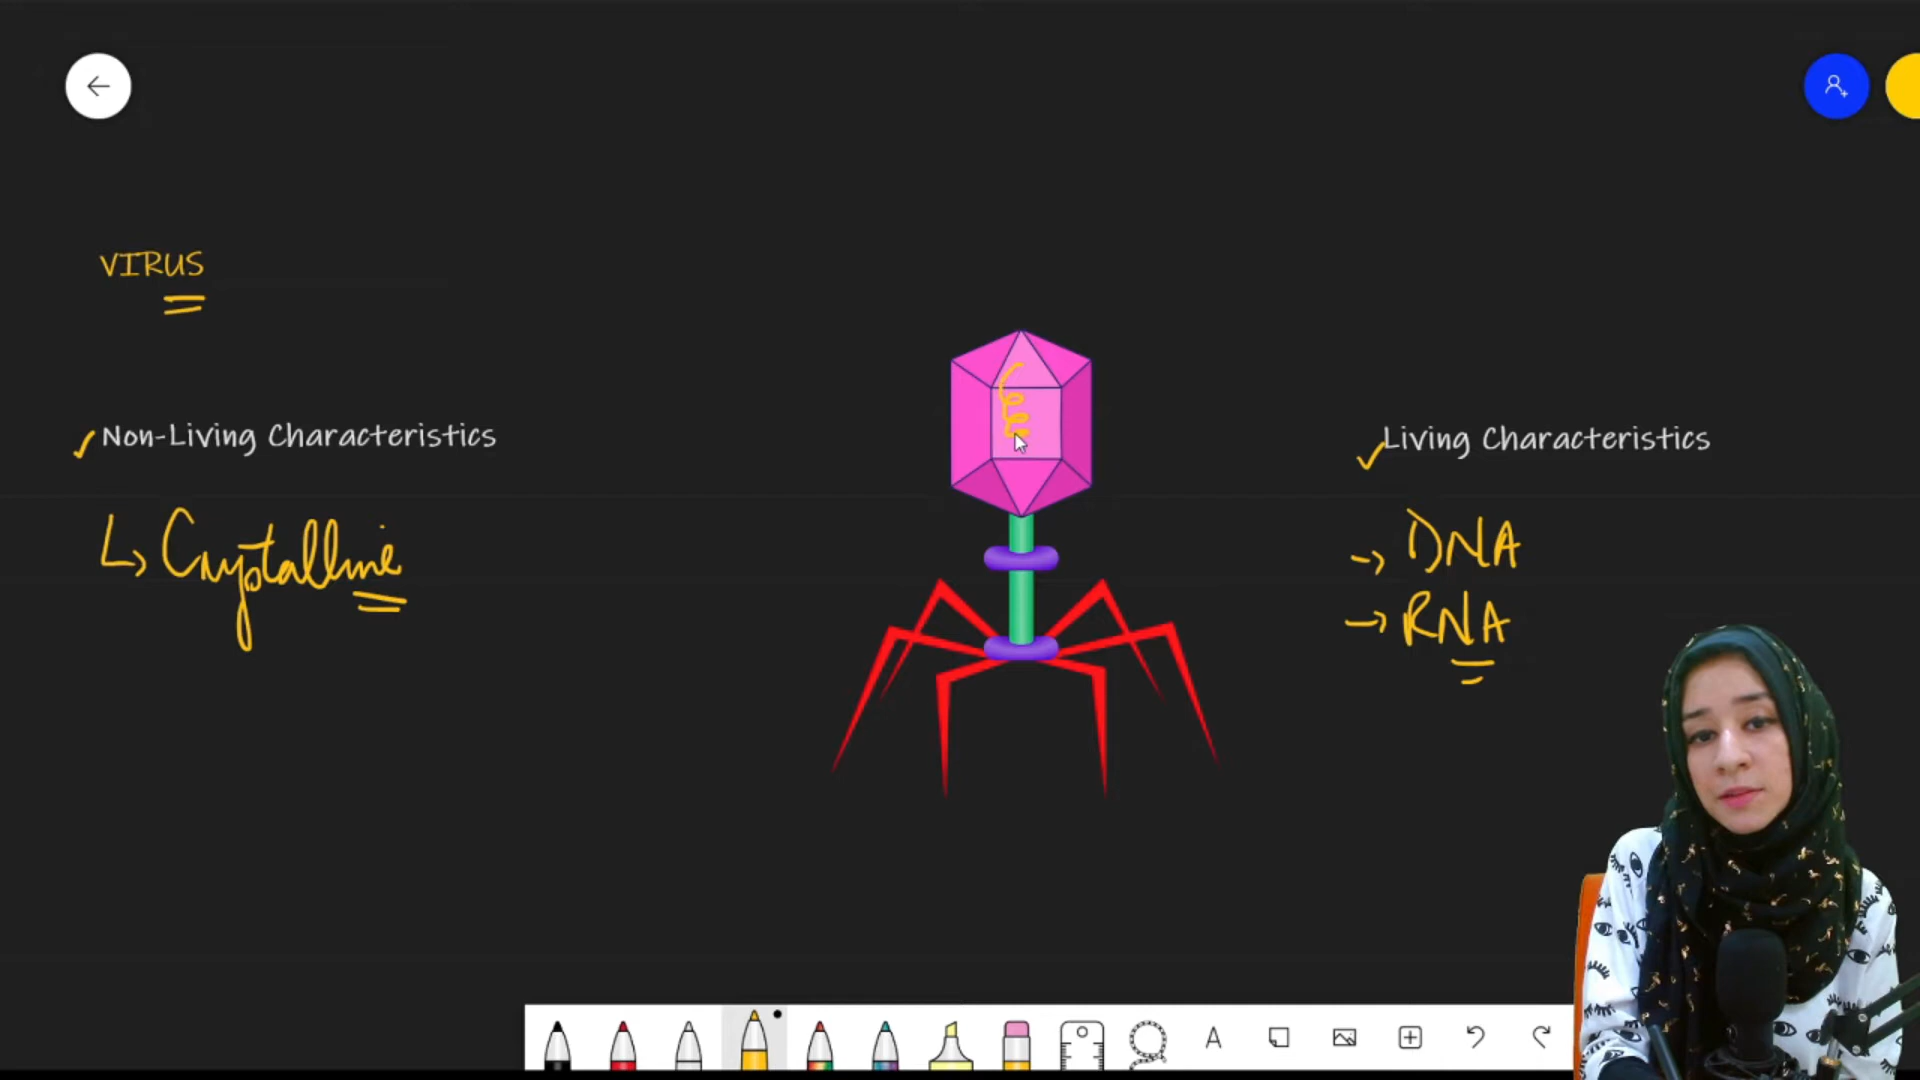 VIRUS
Non-Living Characteristics
Crystalline
Living Characteristics
DNA
RNA
A